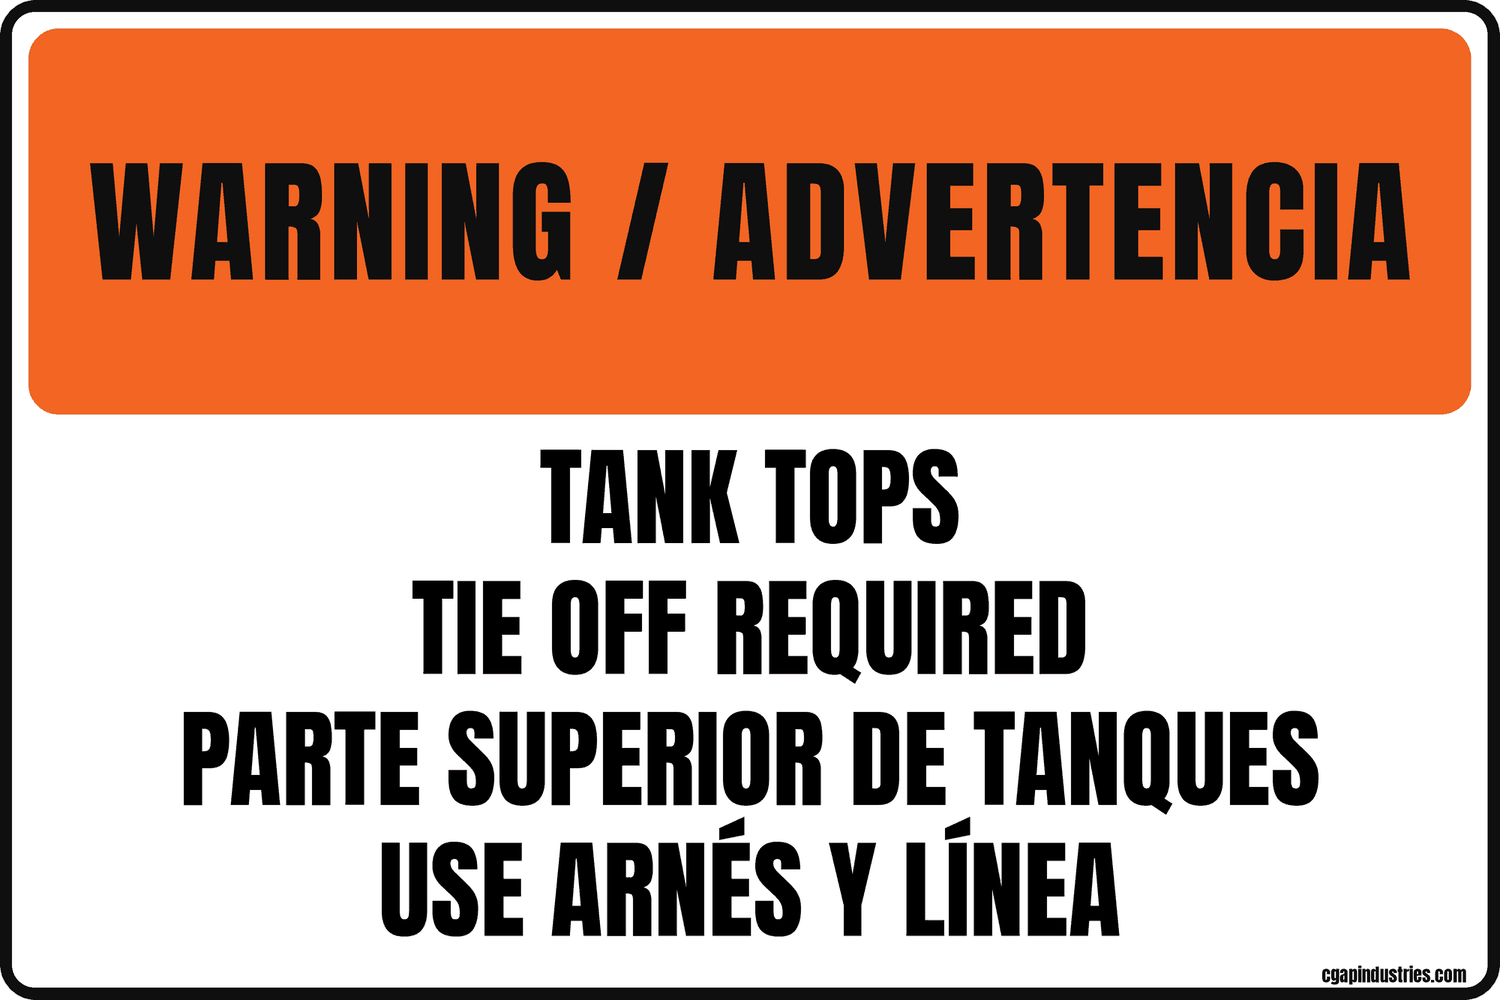 WARNING / ADVERTENCIA
TANK TOPS
TIE OFF REQUIRED
PARTE SUPERIOR DE TANQUES
USE ARNÉS Y LÍNEA
cgapindustries.com